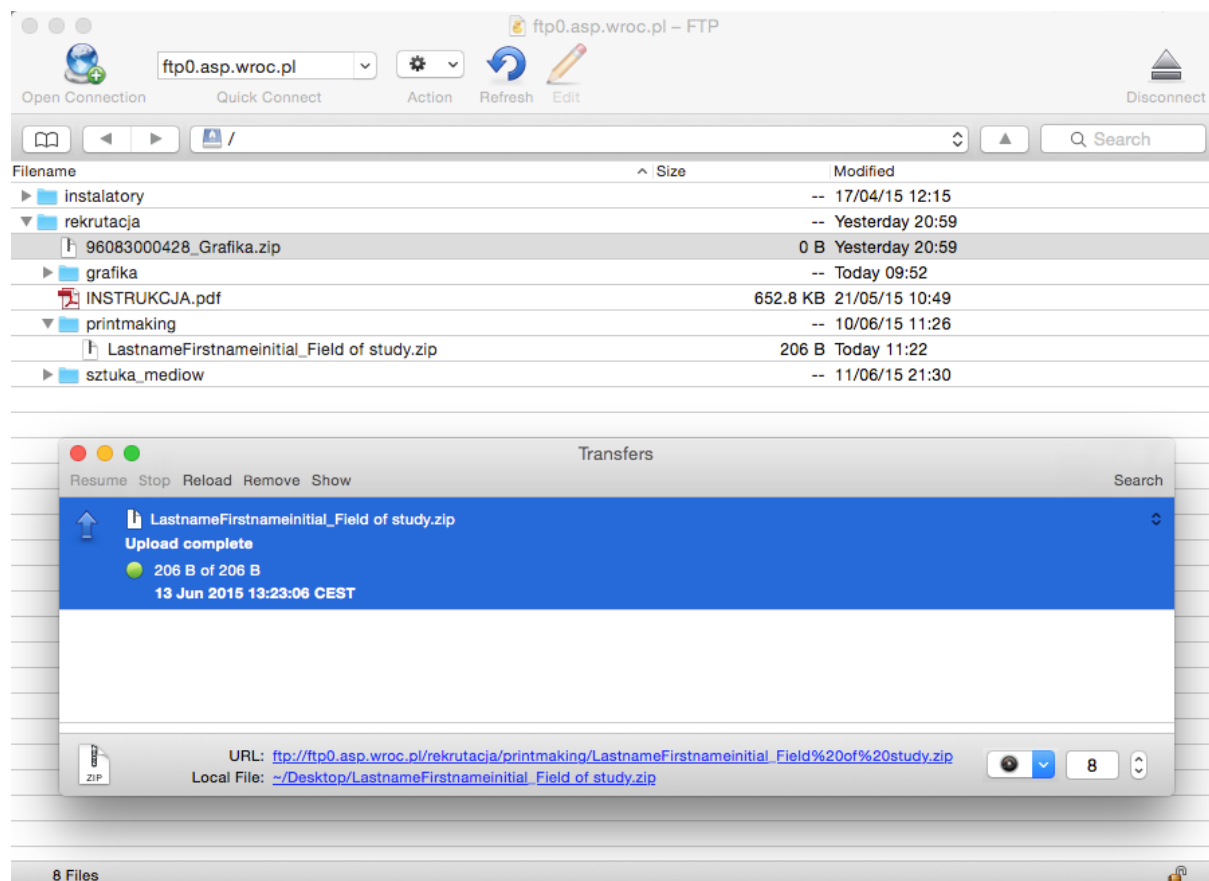 ftp0.asp.wroc.pl – FTP
ftp0.asp.wroc.pl
Open Connection Quick Connect Action Refresh Edit Disconnect
/ Search
Filename Size Modified
instalatory -- 17/04/15 12:15
rekrutacja -- Yesterday 20:59
96083000428_Grafika.zip 0 B Yesterday 20:59
grafika -- Today 09:52
INSTRUKCJA.pdf 652.8 KB 21/05/15 10:49
printmaking -- 10/06/15 11:26
LastnameFirstnameinitial_Field of study.zip 206 B Today 11:22
sztuka_mediow -- 11/06/15 21:30
Transfers
Resume Stop Reload Remove Show Search
LastnameFirstnameinitial_Field of study.zip
Upload complete
206 B of 206 B
13 Jun 2015 13:23:06 CEST
URL: ftp://ftp0.asp.wroc.pl/rekrutacja/printmaking/LastnameFirstnameinitial_Field%20of%20study.zip 8
ZIP Local File: ~/Desktop/LastnameFirstnameinitial_Field of study.zip
8 Files